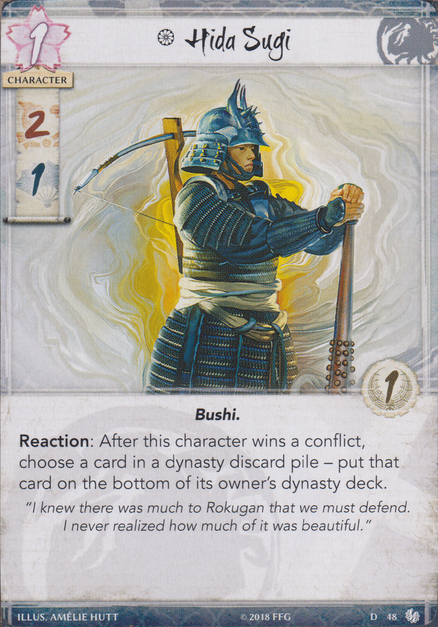 1
Hida Sugi
CHARACTER
2
1
1
Bushi.
Reaction: After this character wins a conflict,
choose a card in a dynasty discard pile – put that
card on the bottom of its owner's dynasty deck.
"I knew there was much to Rokugan that we must defend.
I never realized how much of it was beautiful."
ILLUS. AMÉLIE HUTT © 2018 FFG D 48